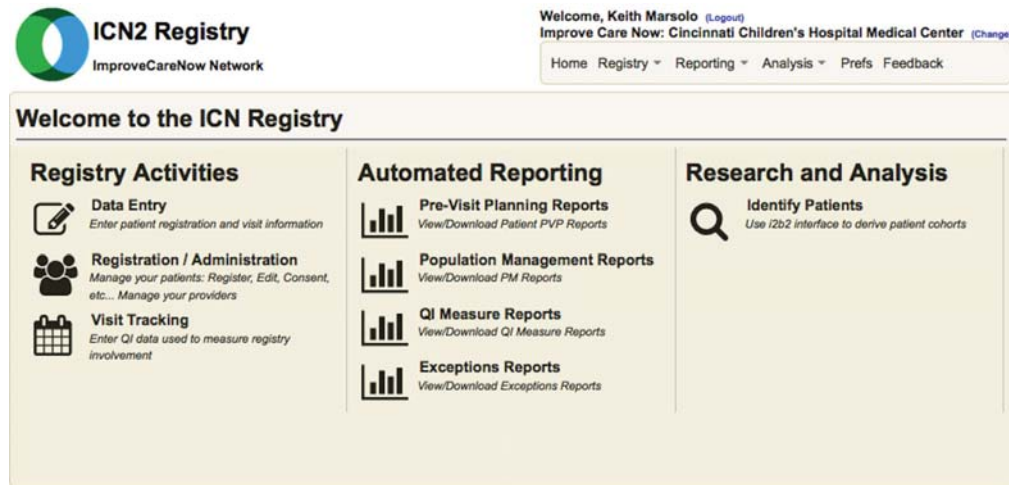 ICN2 Registry
ImproveCareNow Network
Welcome, Keith Marsolo (Logout)
Improve Care Now: Cincinnati Children's Hospital Medical Center (Change
Home Registry Reporting Analysis Prefs Feedback
Welcome to the ICN Registry
Registry Activities
Data Entry
Enter patient registration and visit information
Registration / Administration
Manage your patients: Register, Edit, Consent,
etc... Manage your providers
Visit Tracking
Enter QI data used to measure registry
involvement
Automated Reporting
Pre-Visit Planning Reports
View/Download Patient PVP Reports
Population Management Reports
View/Download PM Reports
QI Measure Reports
View/Download QI Measure Reports
Exceptions Reports
View/Download Exceptions Reports
Research and Analysis
Identify Patients
Use i2b2 interface to derive patient cohorts